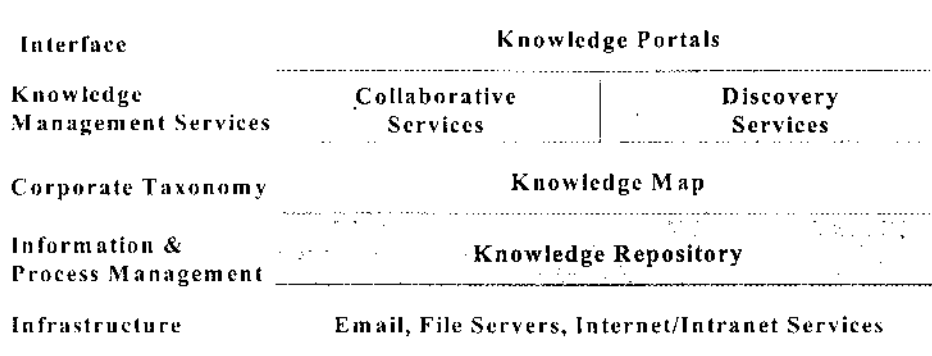 Interface
Knowledge Portals
Knowledge
Management Services
Collaborative
Services
Discovery
Services
Corporate Taxonomy
Knowledge Map
Information &
Process Management
Knowledge Repository
Infrastructure
Email, File Servers, Internet/Intranet Services